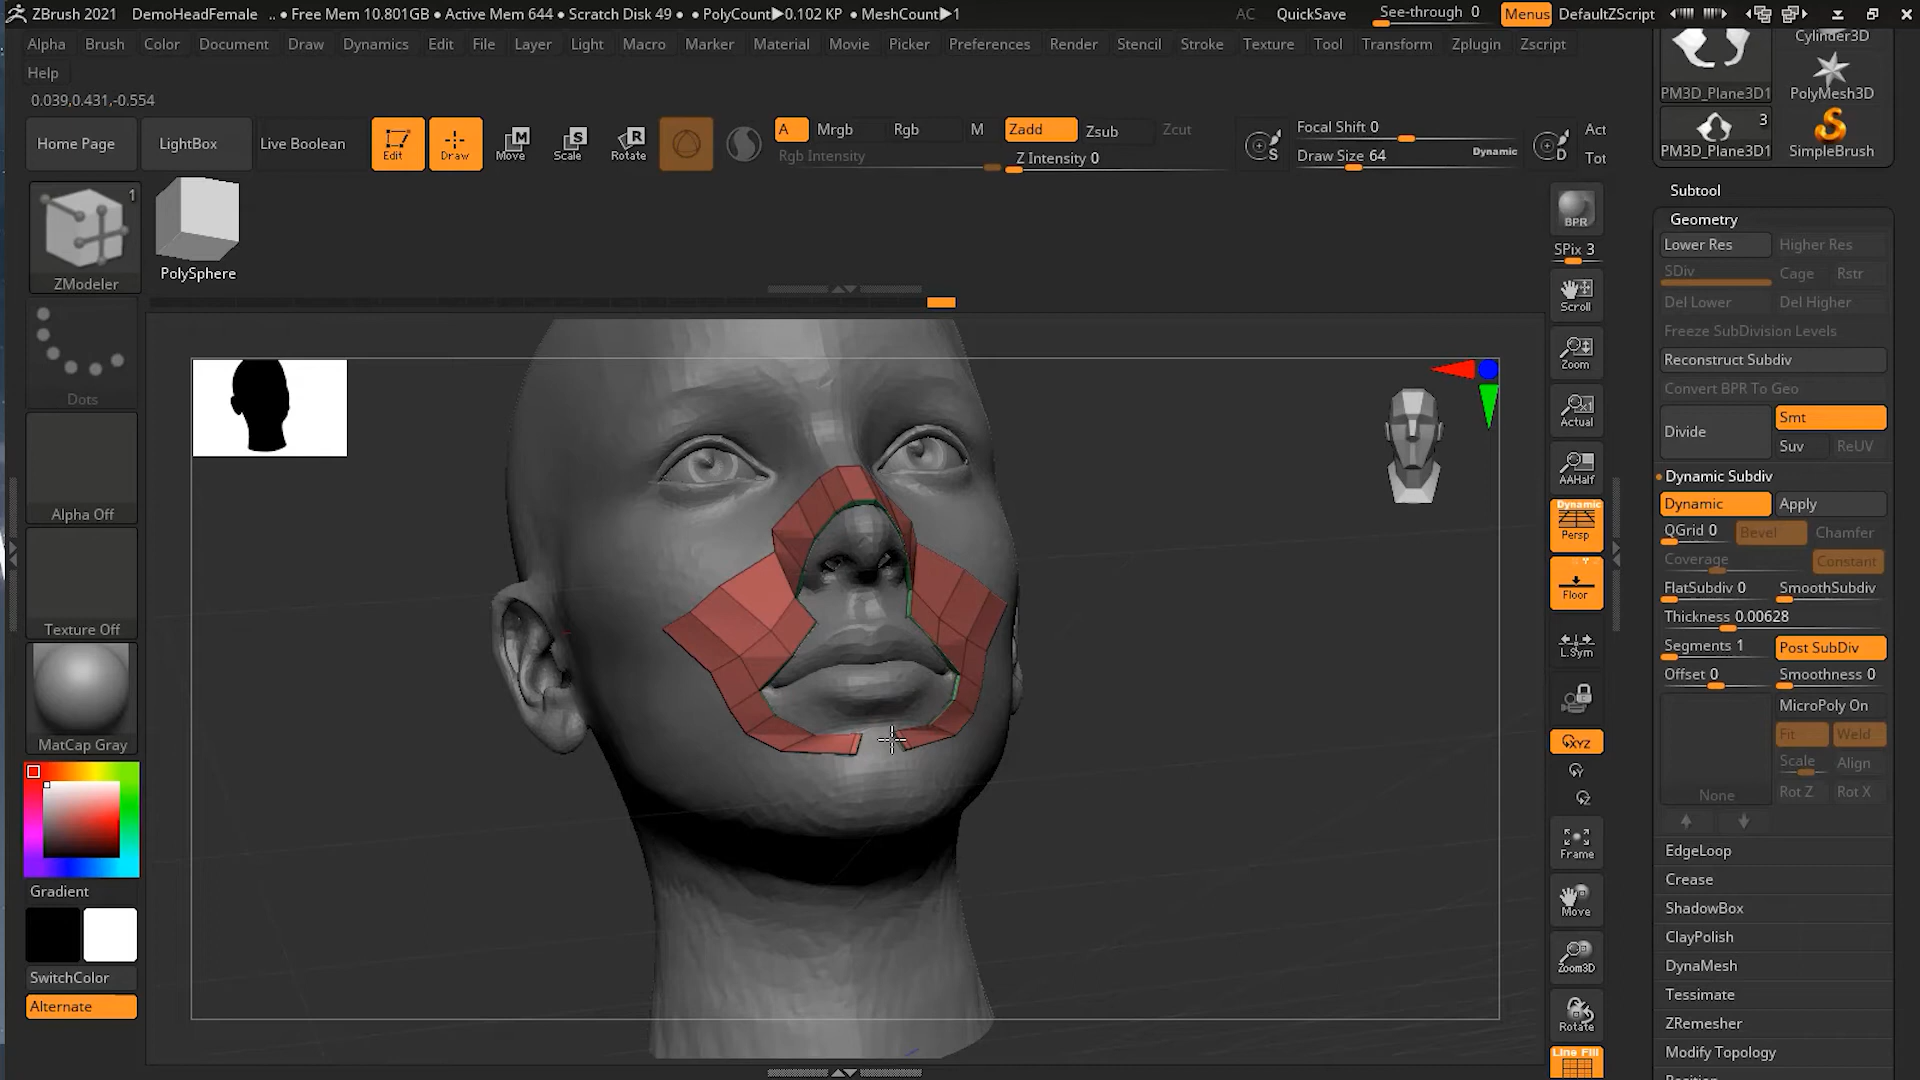 ZBrush 2021 DemoHeadFemale .. • Free Mem 10.801GB • Active Mem 644 • Scratch Disk 49 • • PolyCount▶0.102 KP • MeshCount▶1 AC QuickSave See-through 0 Menus DefaultZScript
Alpha Brush Color Document Draw Dynamics Edit File Layer Light Macro Marker Material Movie Picker Preferences Render Stencil Stroke Texture Tool Transform Zplugin Zscript
Help
0.039,0.431,-0.554
Home Page LightBox Live Boolean Edit Draw Move Scale Rotate
M S R
A Mrgb Rgb M Zadd Zsub Zcut
Rgb Intensity Z Intensity 0
S Focal Shift 0
Draw Size 64 Dynamic D
Act
Tot
1
ZModeler
PolySphere
Dots
Alpha Off
Texture Off
MatCap Gray
Gradient
SwitchColor
Alternate
BPR
SPix 3
Scroll
Zoom
Actual
AAHalf
Dynamic
Persp
Floor
L.Sym
XYZ
Y
Z
Frame
Move
Zoom3D
Rotate
Line Fill
Cylinder3D
PM3D_Plane3D1 PolyMesh3D
3
PM3D_Plane3D1 SimpleBrush
Subtool
Geometry
Lower Res Higher Res
SDiv Cage Rstr
Del Lower Del Higher
Freeze SubDivision Levels
Reconstruct Subdiv
Convert BPR To Geo
Divide Smt
Suv ReUV
Dynamic Subdiv
Dynamic Apply
QGrid 0 Bevel Chamfer
Coverage Constant
FlatSubdiv 0 SmoothSubdiv
Thickness 0.00628
Segments 1 Post SubDiv
Offset 0 Smoothness 0
MicroPoly On
Fit Weld
Scale Align
None Rot Z Rot X
EdgeLoop
Crease
ShadowBox
ClayPolish
DynaMesh
Tessimate
ZRemesher
Modify Topology